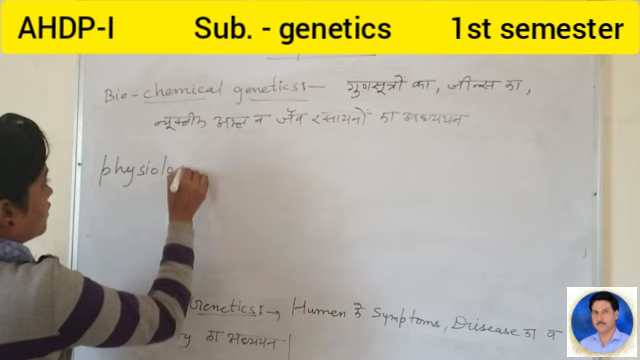 AHDP-I Sub. - genetics 1st semester
Bio-chemical genetics:- गुणसूत्रों का, जीन्स का,
न्यूक्लीक अम्ल व जैव रसायनों का अध्ययन
physiolo
Genetics:→ Humen के Symptoms, Drisease का व
का अध्ययन।